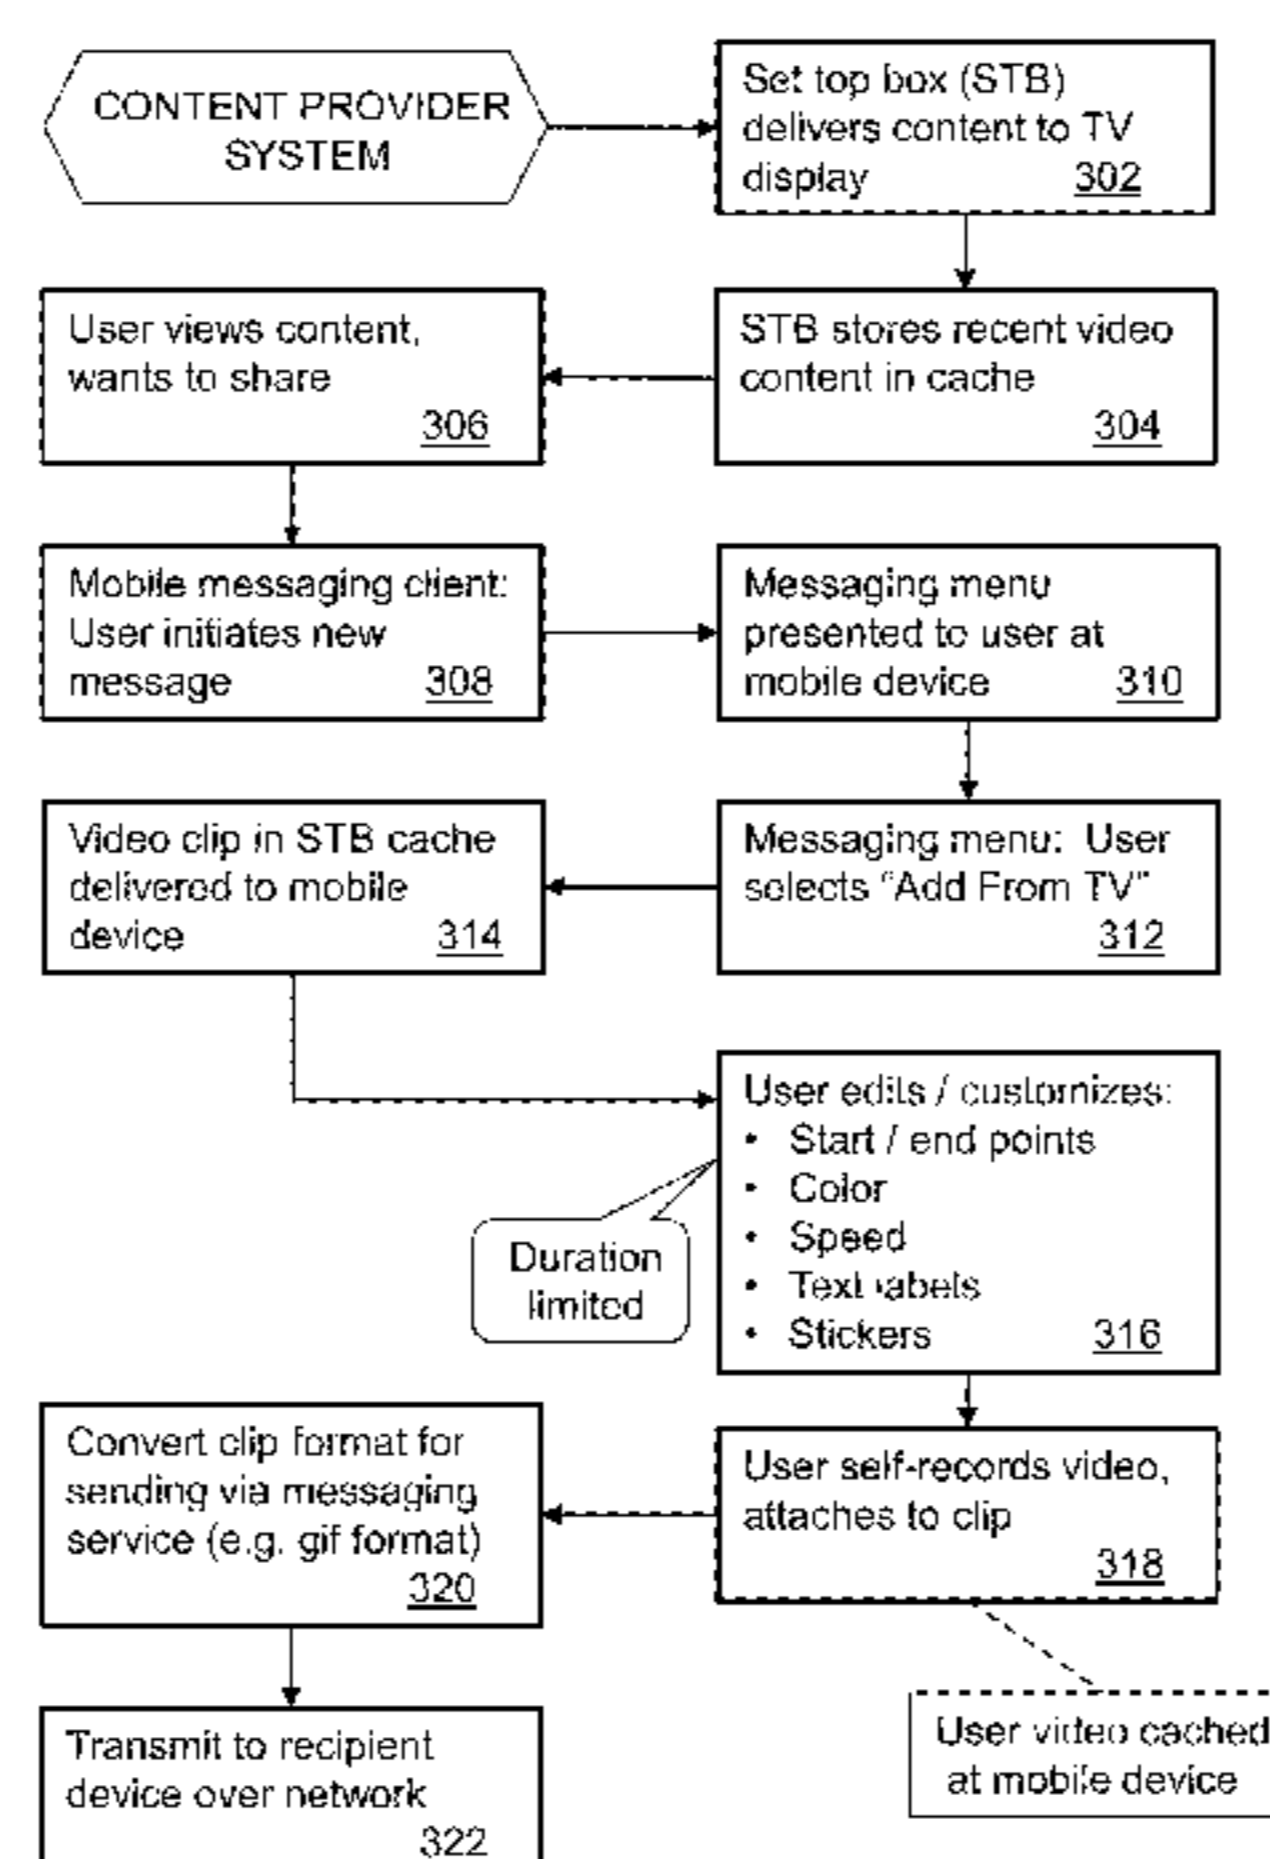 CONTENT PROVIDER
SYSTEM
Set top box (STB)
delivers content to TV
display 302
STB stores recent video
content in cache
304
User views content,
wants to share
306
Mobile messaging client:
User initiates new
message 308
Messaging menu
presented to user at
mobile device 310
Messaging menu: User
selects “Add From TV”
312
Video clip in STB cache
delivered to mobile
device 314
User edits / customizes:
• Start / end points
• Color
• Speed
• Text labels
• Stickers 316
Duration
limited
User self-records video,
attaches to clip
318
User video cached
at mobile device
Convert clip format for
sending via messaging
service (e.g. gif format)
320
Transmit to recipient
device over network
322